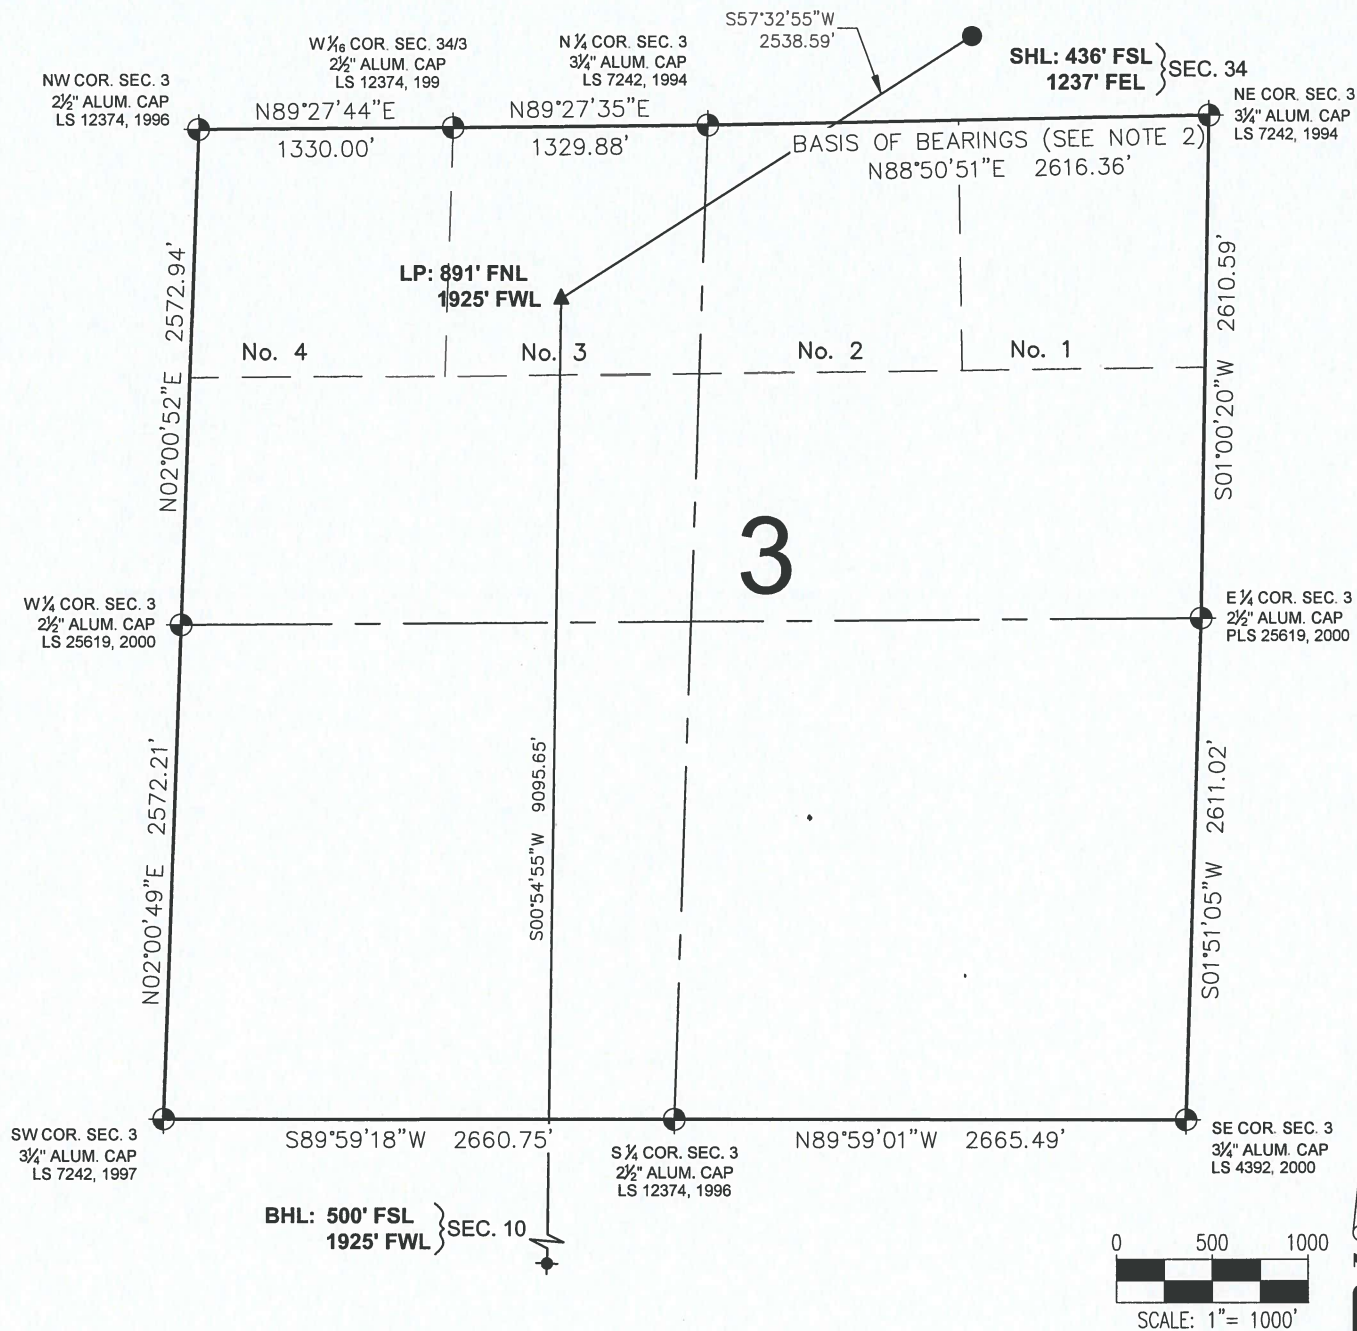 S57°32'55"W
2538.59'
SHL: 436' FSL
1237' FEL
SEC. 34
NW COR. SEC. 3
2½" ALUM. CAP
LS 12374, 1996
W 1/16 COR. SEC. 34/3
2½" ALUM. CAP
LS 12374, 199
N ¼ COR. SEC. 3
3¼" ALUM. CAP
LS 7242, 1994
NE COR. SEC. 3
3¼" ALUM. CAP
LS 7242, 1994
N89°27'44"E
1330.00'
N89°27'35"E
1329.88'
BASIS OF BEARINGS (SEE NOTE 2)
N88°50'51"E 2616.36'
LP: 891' FNL
1925' FWL
N02°00'52"E 2572.94'
S01°00'20"W 2610.59'
No. 4
No. 3
No. 2
No. 1
3
W ¼ COR. SEC. 3
2½" ALUM. CAP
LS 25619, 2000
E ¼ COR. SEC. 3
2½" ALUM. CAP
PLS 25619, 2000
N02°00'49"E 2572.21'
S00°54'55"W 9095.65'
S01°51'05"W 2611.02'
SW COR. SEC. 3
3¼" ALUM. CAP
LS 7242, 1997
S89°59'18"W 2660.75'
S ¼ COR. SEC. 3
2½" ALUM. CAP
LS 12374, 1996
N89°59'01"W 2665.49'
SE COR. SEC. 3
3¼" ALUM. CAP
LS 4392, 2000
BHL: 500' FSL
1925' FWL
SEC. 10
0 500 1000
SCALE: 1"= 1000'